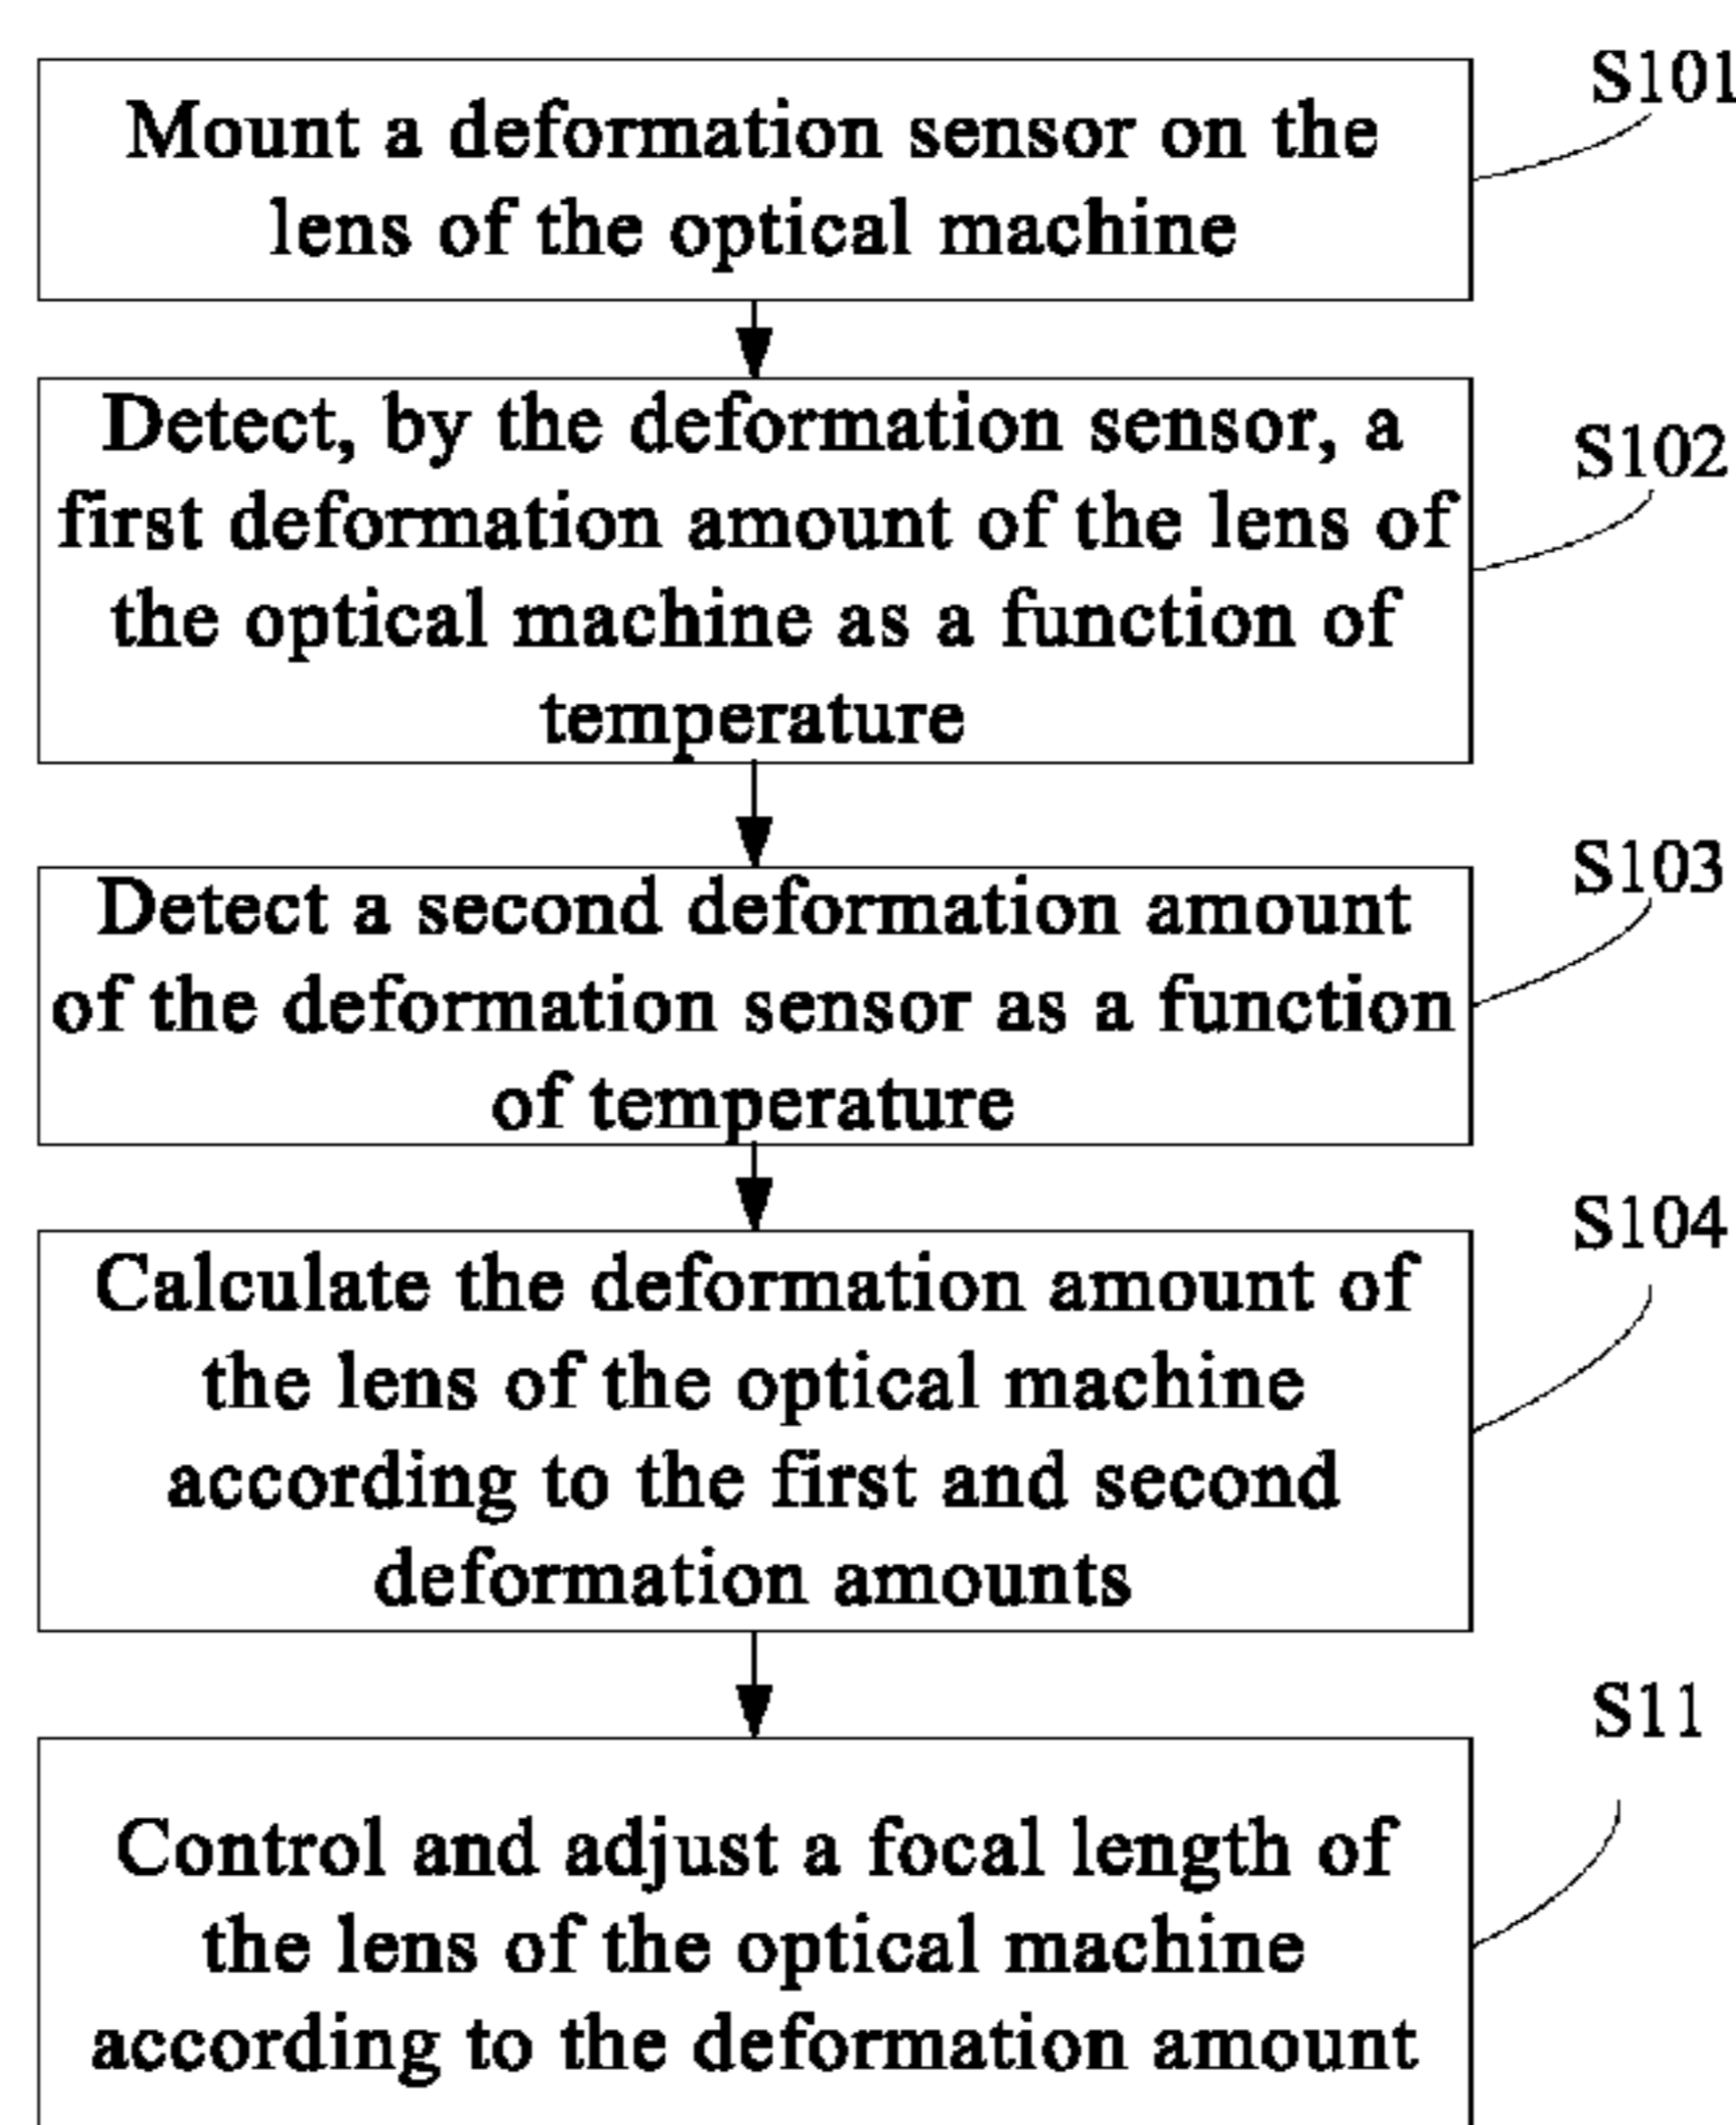 S101
Mount a deformation sensor on the
lens of the optical machine
Detect, by the deformation sensor, a
S102
first deformation amount of the lens of
the optical machine as a function of
temperature
S103
Detect a second deformation amount
of the deformation sensor as a function
of temperature
S104
Calculate the deformation amount of
the lens of the optical machine
according to the first and second
deformation amounts
S11
Control and adjust a focal length of
the lens of the optical machine
according to the deformation amount